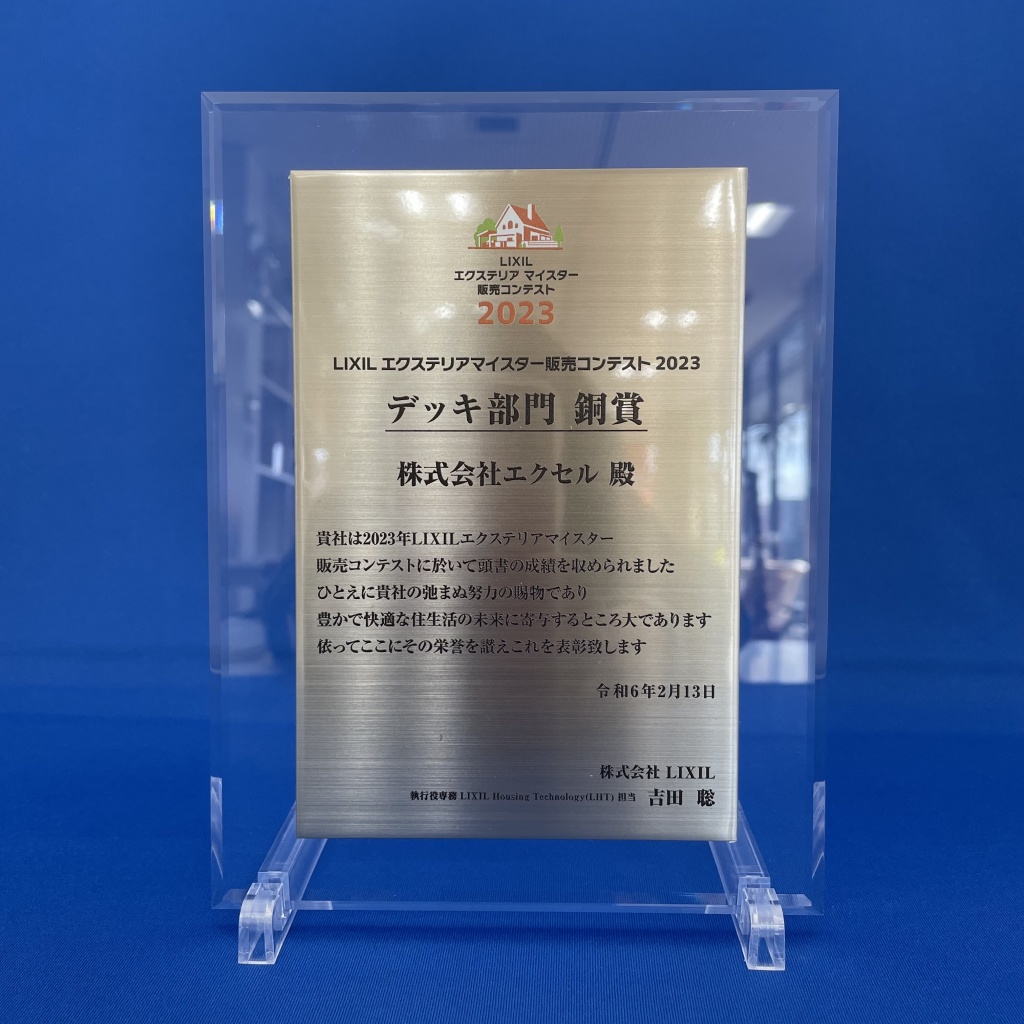 LIXIL
エクステリア マイスター
販売コンテスト
2023
LIXIL エクステリアマイスター販売コンテスト 2023
デッキ部門 銅賞
株式会社エクセル 殿
貴社は2023年LIXILエクステリアマイスター
販売コンテストに於いて頭書の成績を収められました
ひとえに貴社の弛まぬ努力の賜物であり
豊かで快適な住生活の未来に寄与するところ大であります
依ってここにその栄誉を讃えこれを表彰致します
令和6年2月13日
株式会社 LIXIL
執行役専務 LIXIL Housing Technology(LHT) 担当 吉田 聡